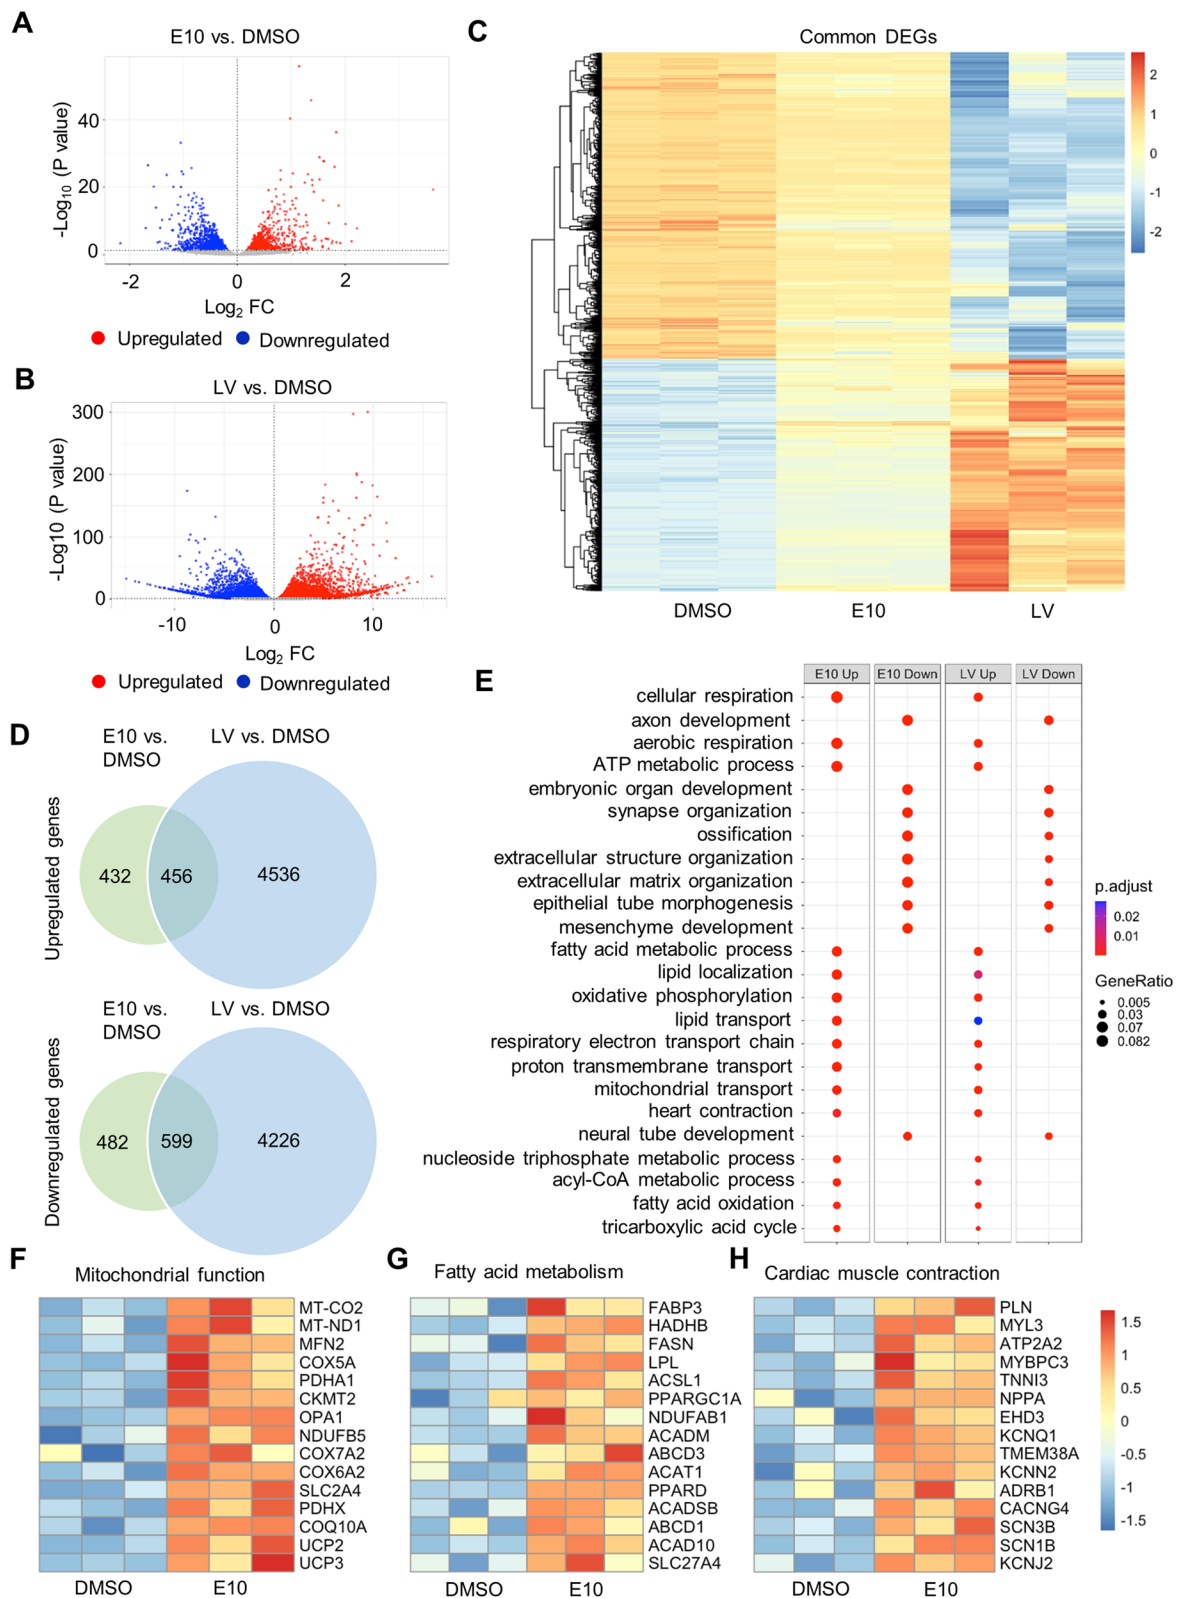 A
E10 vs. DMSO
-Log10 (P value)
40
20
0
-2
0
2
Log2 FC
Upregulated
Downregulated
B
LV vs. DMSO
-Log10 (P value)
300
200
100
0
-10
0
10
Log2 FC
Upregulated
Downregulated
C
Common DEGs
2
1
0
-1
-2
DMSO
E10
LV
D
E10 vs.
DMSO
LV vs. DMSO
Upregulated genes
432
456
4536
E10 vs.
DMSO
LV vs. DMSO
Downregulated genes
482
599
4226
E
E10 Up
E10 Down
LV Up
LV Down
cellular respiration
axon development
aerobic respiration
ATP metabolic process
embryonic organ development
synapse organization
ossification
extracellular structure organization
extracellular matrix organization
epithelial tube morphogenesis
mesenchyme development
fatty acid metabolic process
lipid localization
oxidative phosphorylation
lipid transport
respiratory electron transport chain
proton transmembrane transport
mitochondrial transport
heart contraction
neural tube development
nucleoside triphosphate metabolic process
acyl-CoA metabolic process
fatty acid oxidation
tricarboxylic acid cycle
p.adjust
0.02
0.01
GeneRatio
0.005
0.03
0.07
0.082
F
Mitochondrial function
MT-CO2
MT-ND1
MFN2
COX5A
PDHA1
CKMT2
OPA1
NDUFB5
COX7A2
COX6A2
SLC2A4
PDHX
COQ10A
UCP2
UCP3
DMSO
E10
G
Fatty acid metabolism
FABP3
HADHB
FASN
LPL
ACSL1
PPARGC1A
NDUFAB1
ACADM
ABCD3
ACAT1
PPARD
ACADSB
ABCD1
ACAD10
SLC27A4
DMSO
E10
H
Cardiac muscle contraction
PLN
MYL3
ATP2A2
MYBPC3
TNNI3
NPPA
EHD3
KCNQ1
TMEM38A
KCNN2
ADRB1
CACNG4
SCN3B
SCN1B
KCNJ2
DMSO
E10
1.5
1
0.5
0
-0.5
-1
-1.5